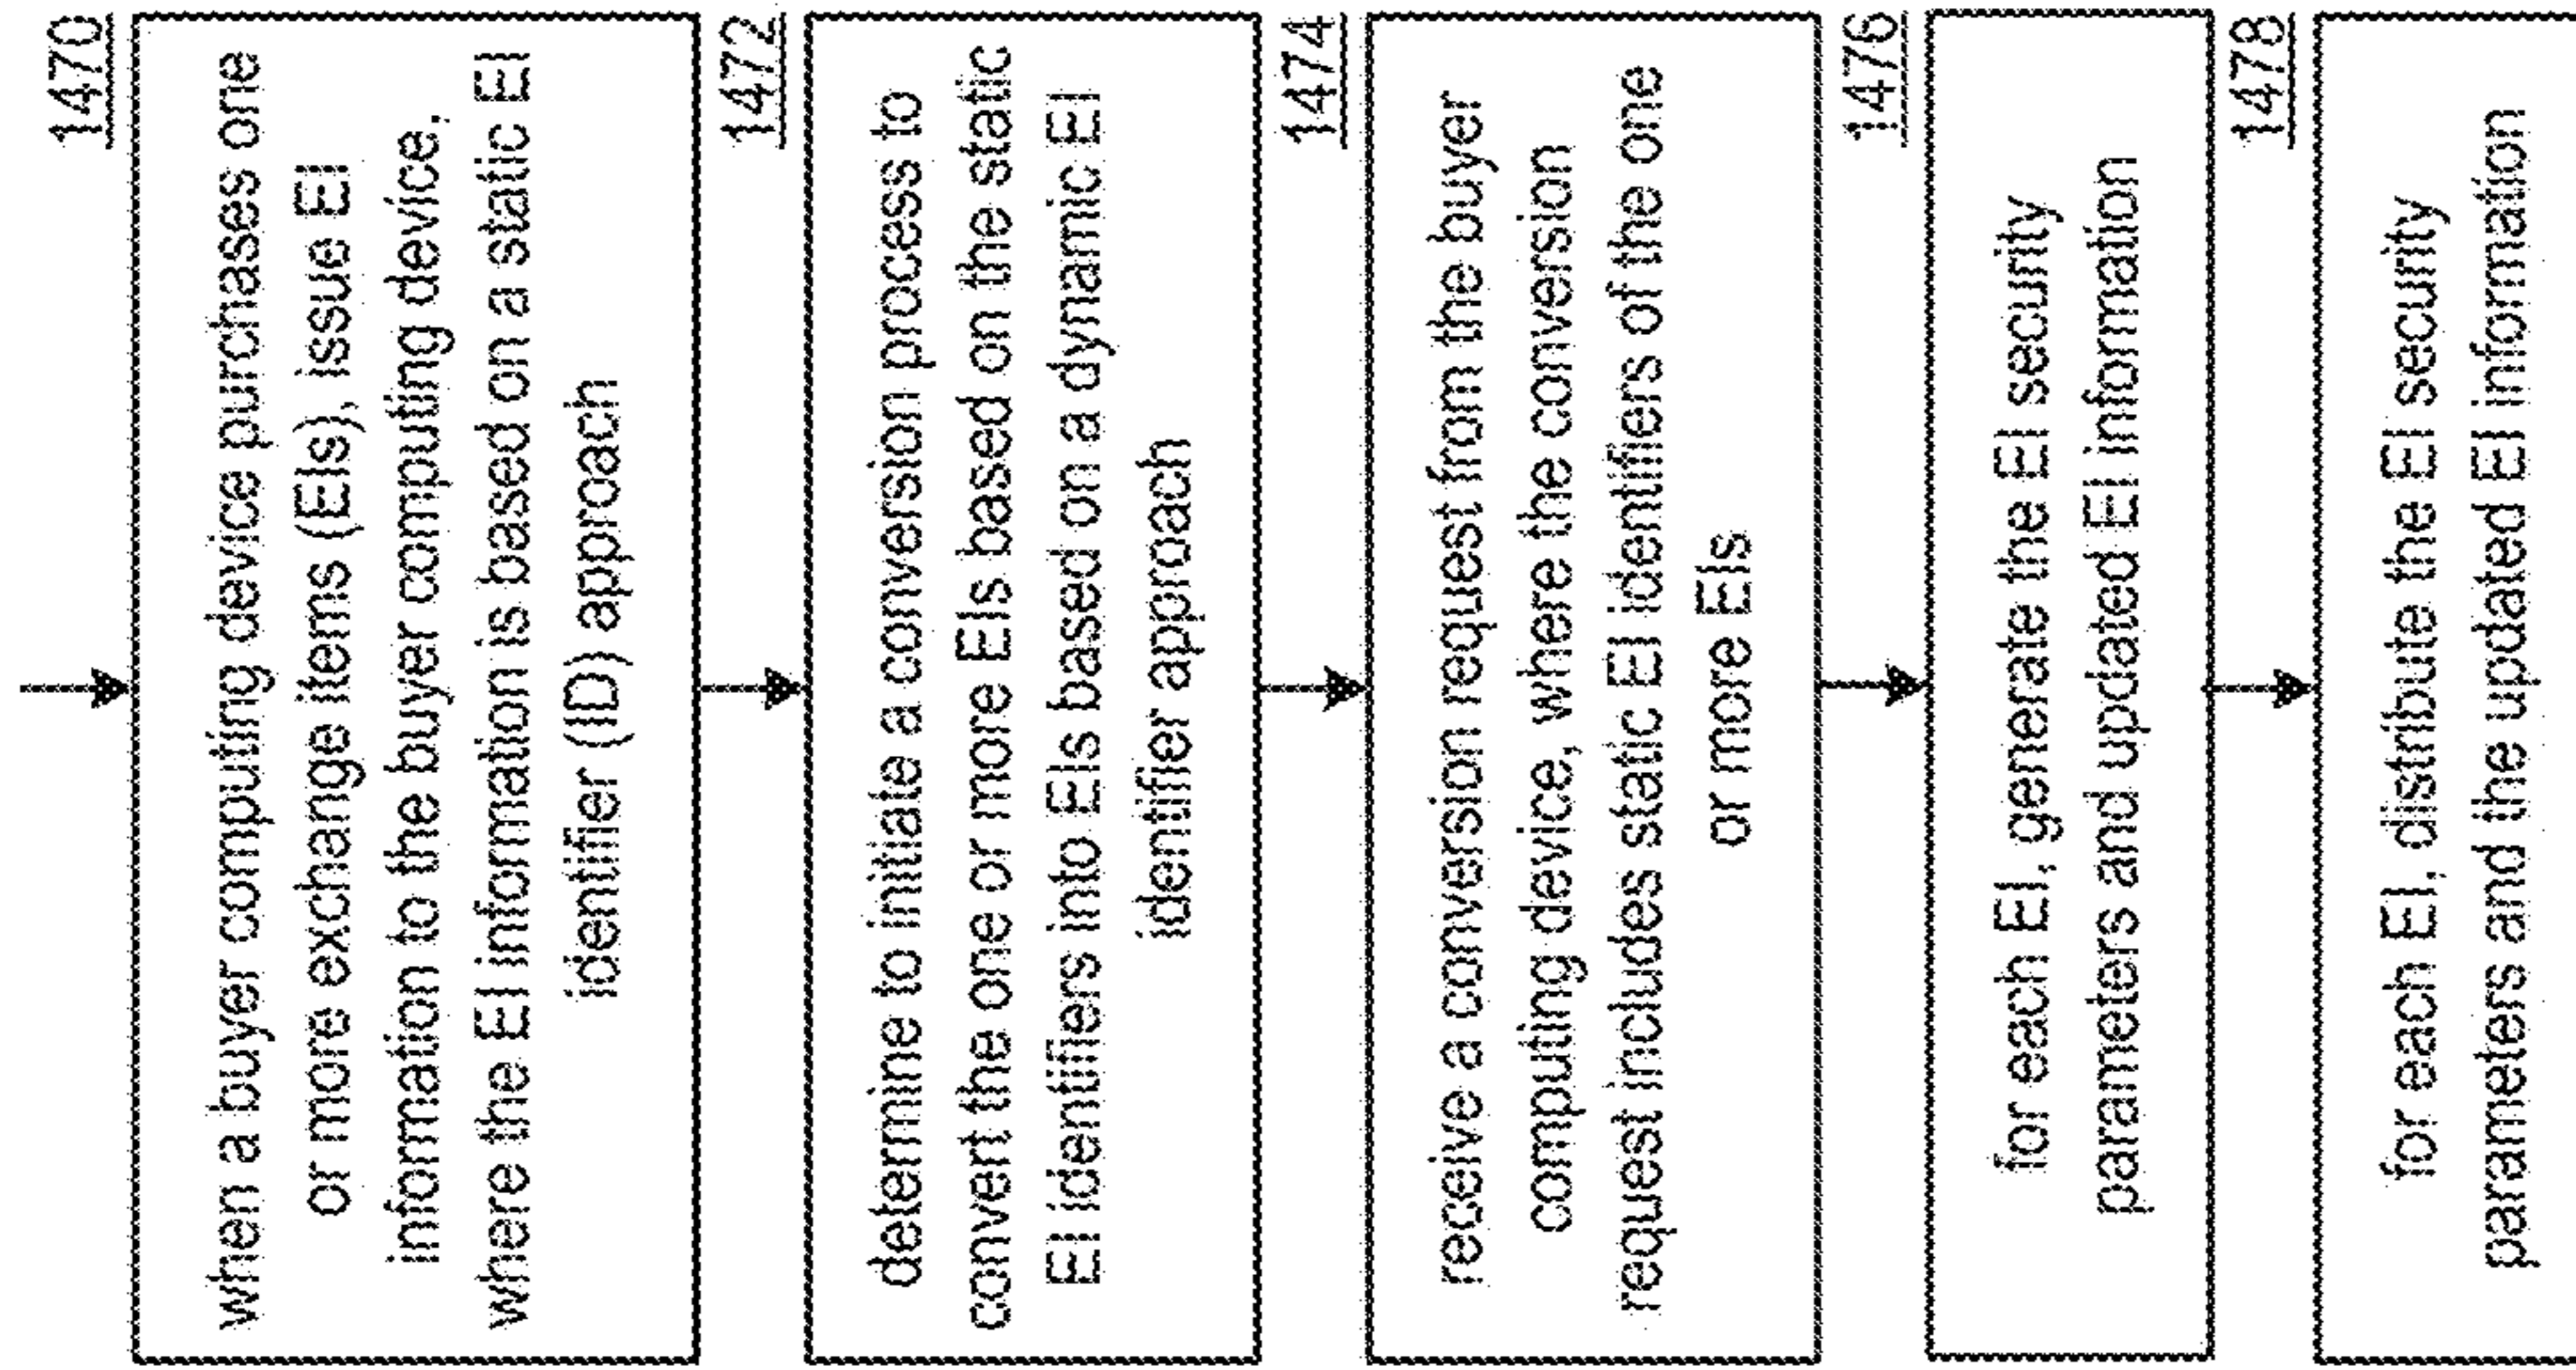 1470
when a buyer computing device purchases one
or more exchange items (EIs), issue EI
information to the buyer computing device,
where the EI information is based on a static EI
identifier (ID) approach
1472
determine to initiate a conversion process to
convert the one or more EIs based on the static
EI identifiers into EIs based on a dynamic EI
identifier approach
1474
receive a conversion request from the buyer
computing device, where the conversion
request includes static EI identifiers of the one
or more EIs
1476
for each EI, generate the EI security
parameters and updated EI information
1478
for each EI, distribute the EI security
parameters and the updated EI information